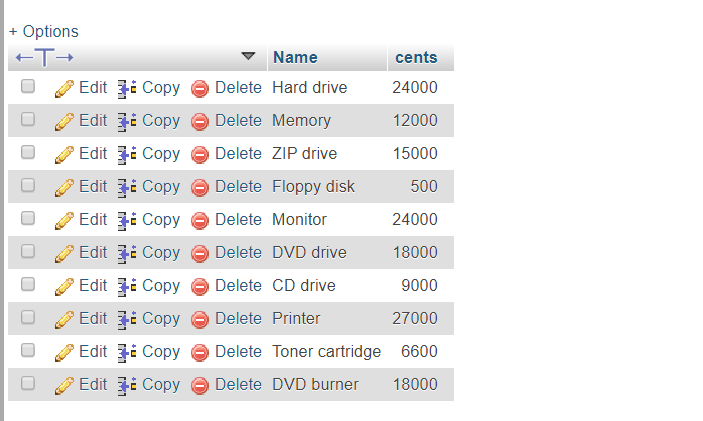 + Options
←T→ Name cents
Edit Copy Delete Hard drive 24000
Edit Copy Delete Memory 12000
Edit Copy Delete ZIP drive 15000
Edit Copy Delete Floppy disk 500
Edit Copy Delete Monitor 24000
Edit Copy Delete DVD drive 18000
Edit Copy Delete CD drive 9000
Edit Copy Delete Printer 27000
Edit Copy Delete Toner cartridge 6600
Edit Copy Delete DVD burner 18000